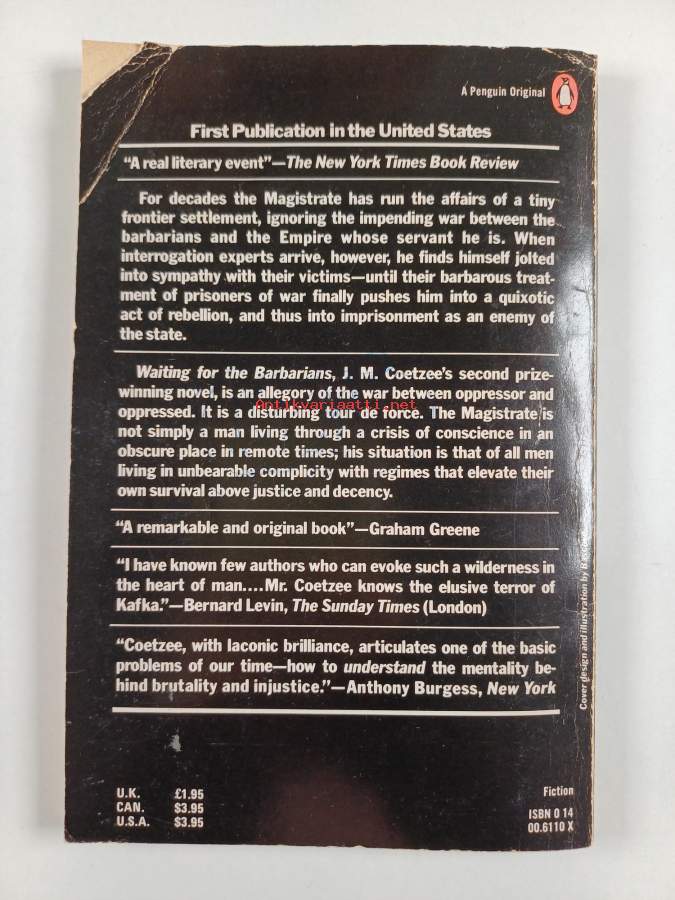 A Penguin Original
First Publication in the United States
“A real literary event”—The New York Times Book Review
For decades the Magistrate has run the affairs of a tiny
frontier settlement, ignoring the impending war between the
barbarians and the Empire whose servant he is. When
interrogation experts arrive, however, he finds himself jolted
into sympathy with their victims—until their barbarous treat-
ment of prisoners of war finally pushes him into a quixotic
act of rebellion, and thus into imprisonment as an enemy of
the state.
Waiting for the Barbarians, J. M. Coetzee’s second prize-
winning novel, is an allegory of the war between oppressor and
oppressed. It is a disturbing tour de force. The Magistrate is
Antikvariaatti.net
not simply a man living through a crisis of conscience in an
obscure place in remote times; his situation is that of all men
living in unbearable complicity with regimes that elevate their
own survival above justice and decency.
“A remarkable and original book”—Graham Greene
“I have known few authors who can evoke such a wilderness in
the heart of man....Mr. Coetzee knows the elusive terror of
Kafka.”—Bernard Levin, The Sunday Times (London)
“Coetzee, with laconic brilliance, articulates one of the basic
problems of our time—how to understand the mentality be-
hind brutality and injustice.”—Anthony Burgess, New York
Cover design and illustration by
U.K. £1.95
CAN. $3.95
U.S.A. $3.95
Fiction
ISBN 0 14
00.6110 X